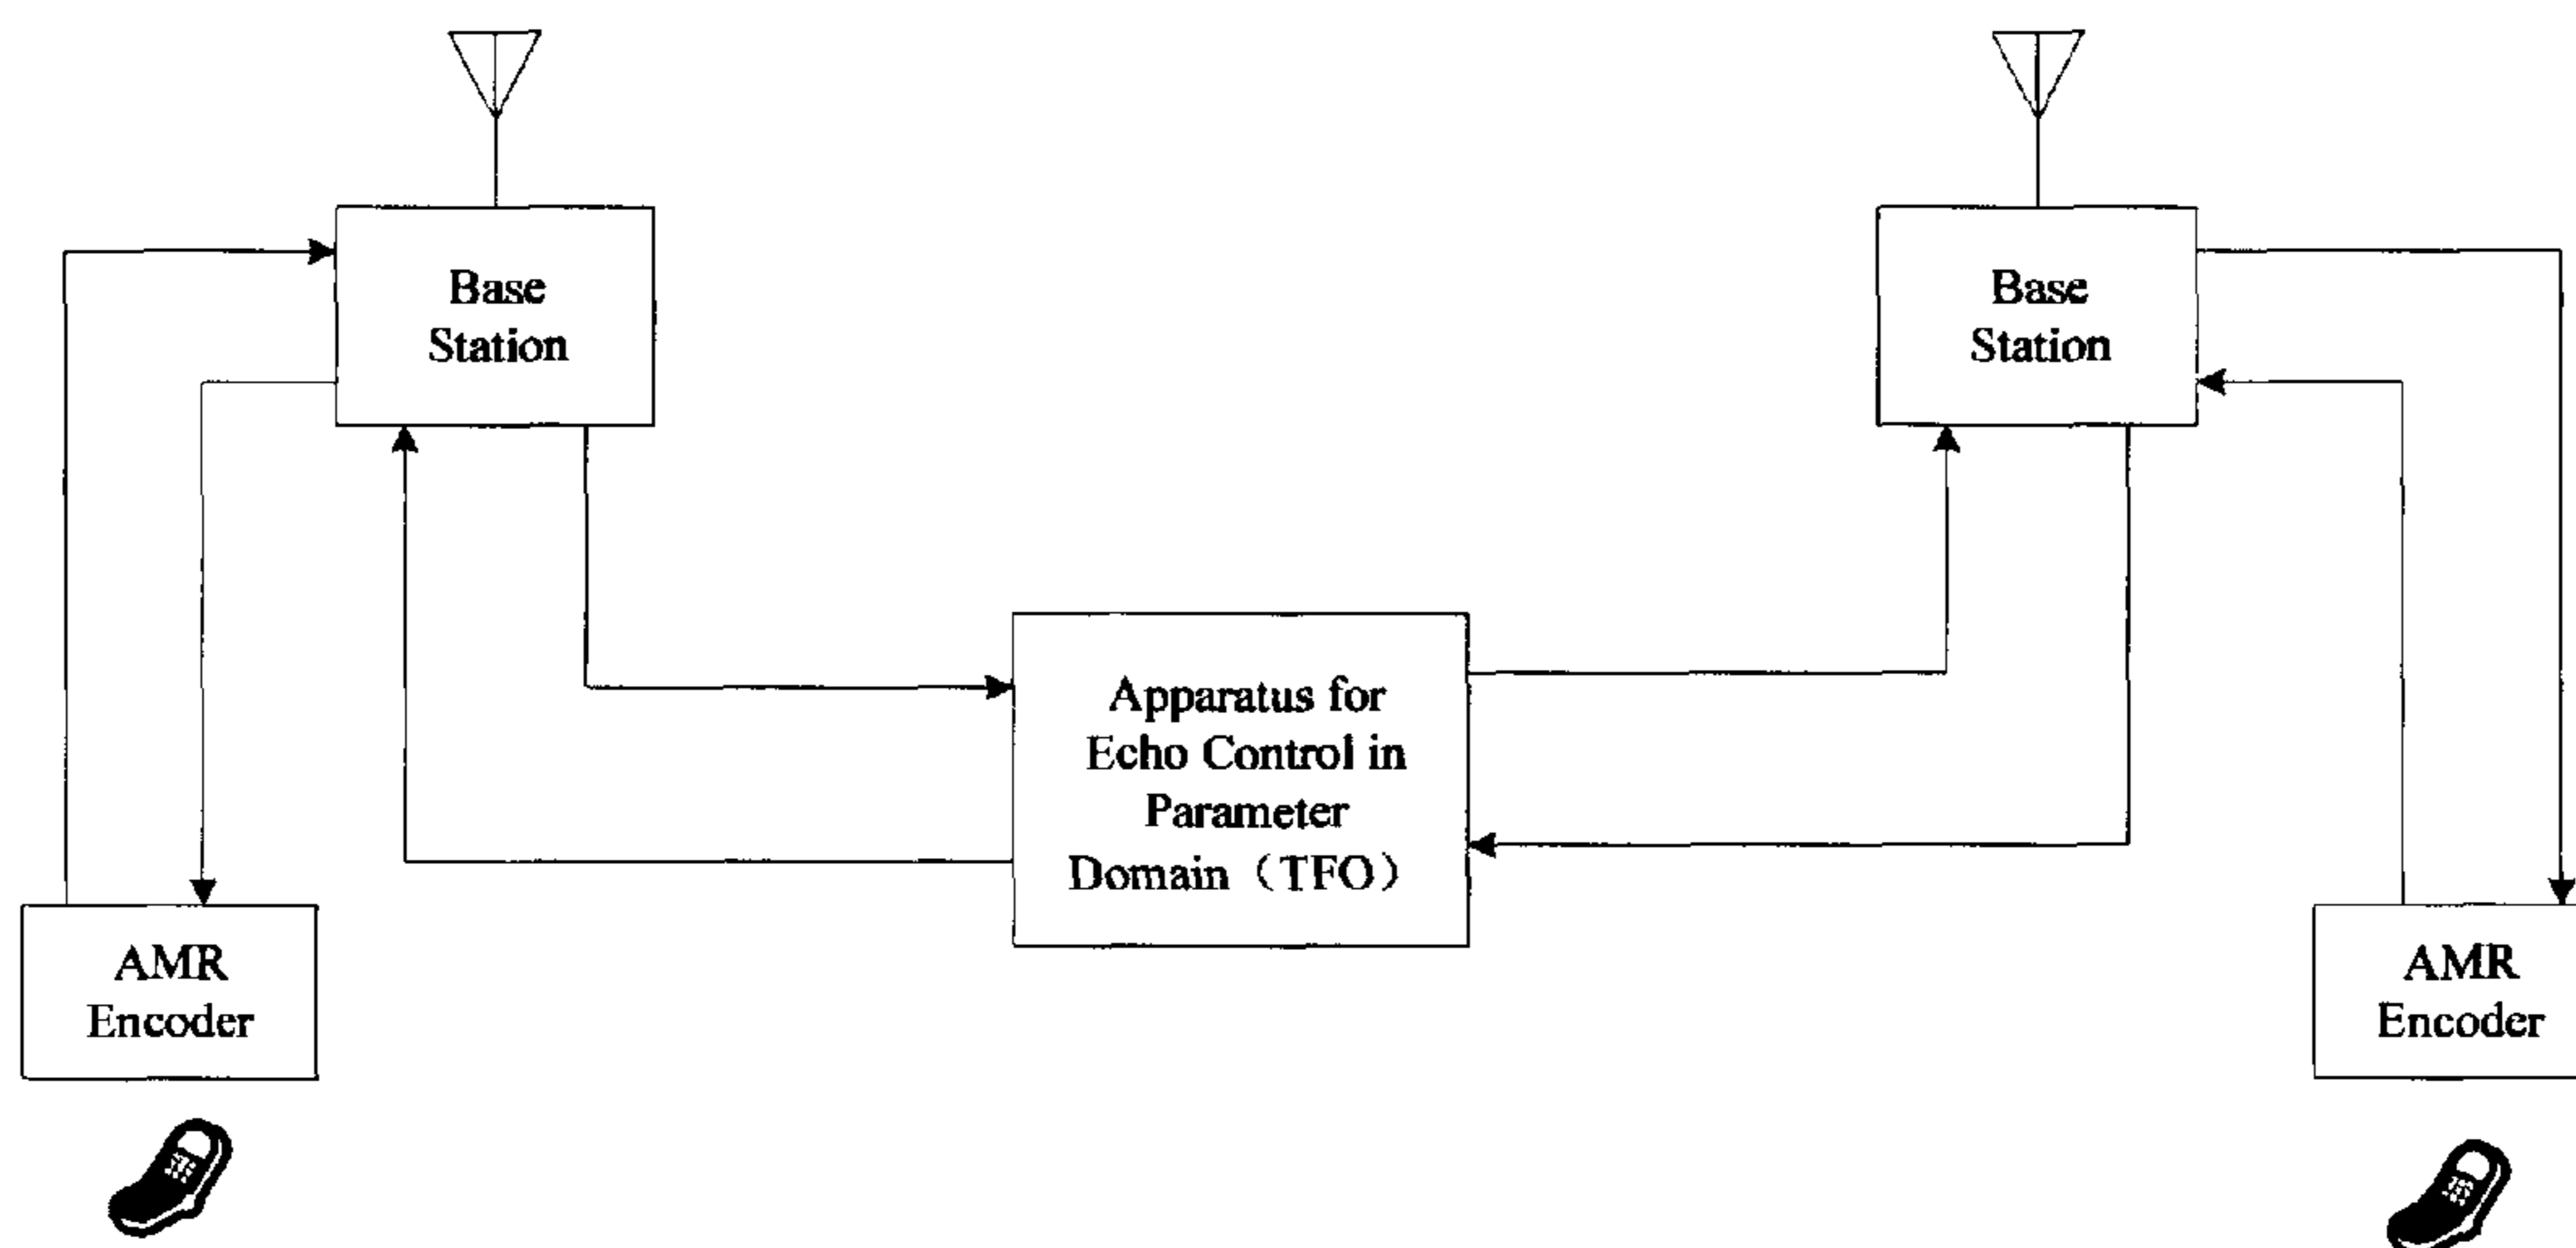 Base
Station
Base
Station
Apparatus for
Echo Control in
Parameter
Domain（TFO）
AMR
Encoder
AMR
Encoder